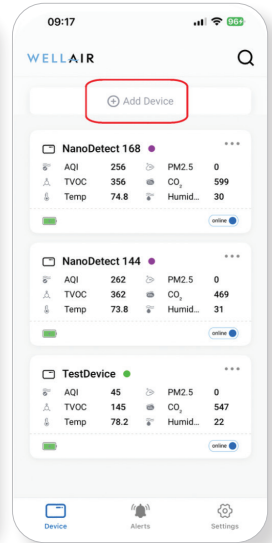 09:17
96
WELLAIR
Add Device
NanoDetect 168
AQI 256 PM2.5 0
TVOC 356 CO₂ 599
Temp 74.8 Humid... 30
online
NanoDetect 144
AQI 262 PM2.5 0
TVOC 362 CO₂ 469
Temp 73.8 Humid... 31
online
TestDevice
AQI 45 PM2.5 0
TVOC 145 CO₂ 547
Temp 78.2 Humid... 22
online
Device Alerts Settings